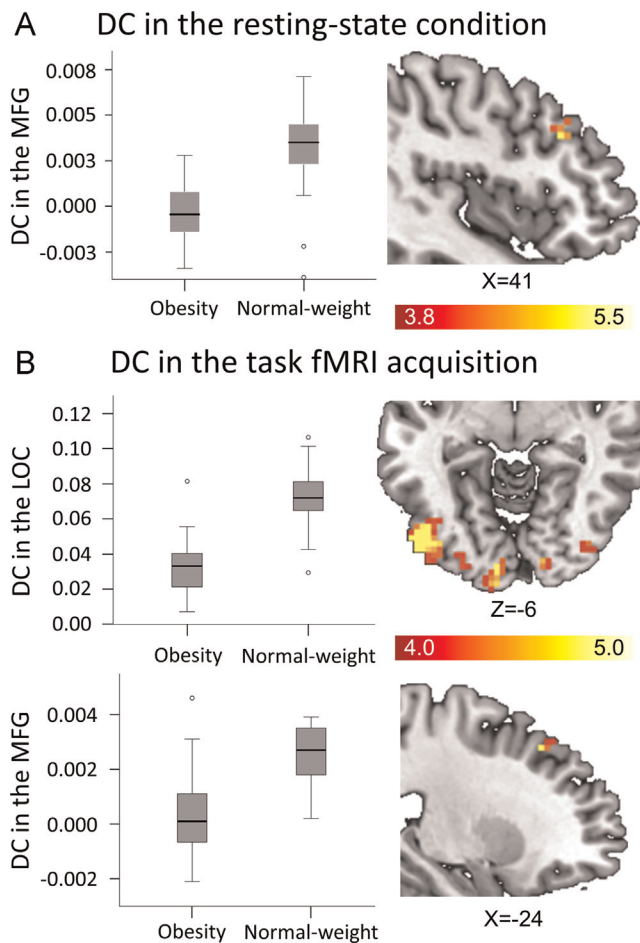 A DC in the resting-state condition
DC in the MFG
0.008
0.005
0.003
0.000
-0.003
Obesity Normal-weight
X=41
3.8 5.5
B DC in the task fMRI acquisition
DC in the LOC
0.12
0.10
0.08
0.06
0.04
0.02
0.00
Obesity Normal-weight
Z=-6
4.0 5.0
DC in the MFG
0.004
0.002
0.000
-0.002
Obesity Normal-weight
X=-24